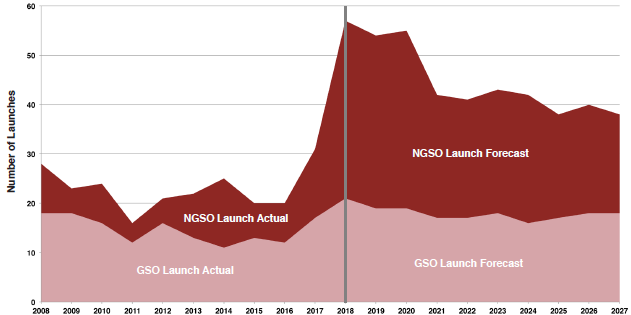 60
50
40
30
20
10
0
Number of Launches
NGSO Launch Forecast
NGSO Launch Actual
GSO Launch Actual
GSO Launch Forecast
2008 2009 2010 2011 2012 2013 2014 2015 2016 2017 2018 2019 2020 2021 2022 2023 2024 2025 2026 2027